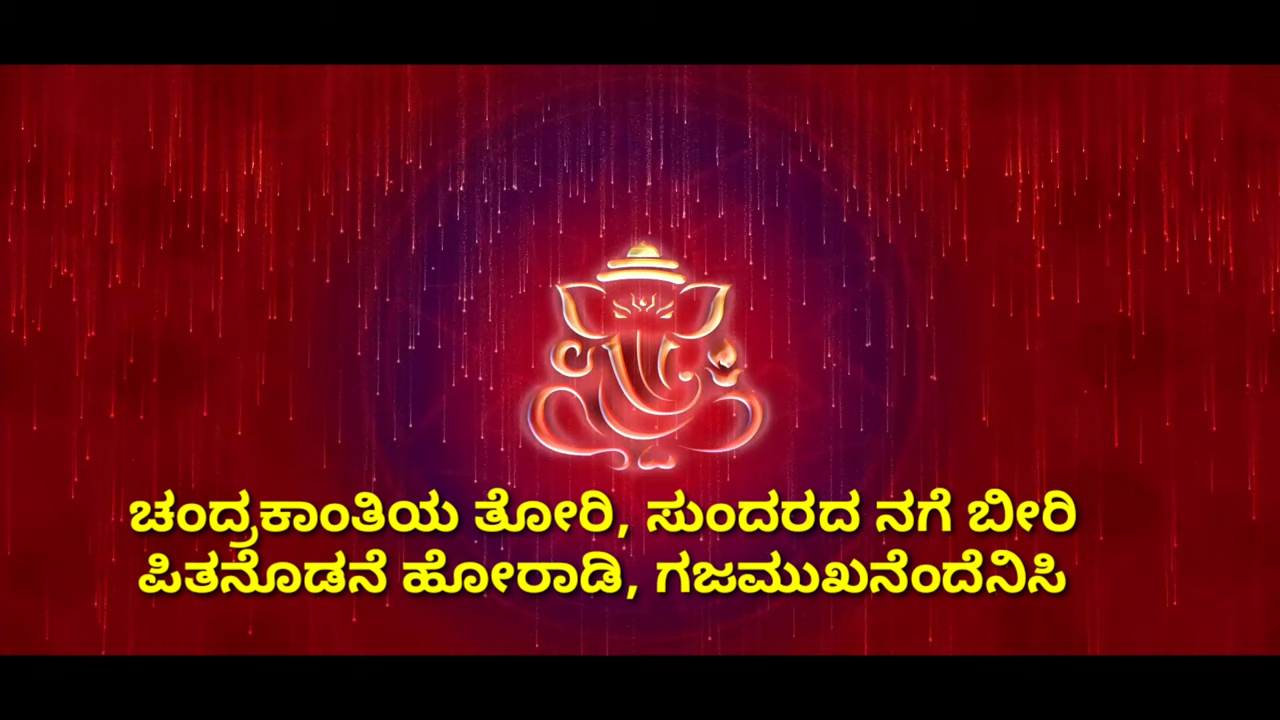 ಚಂದ್ರಕಾಂತಿಯ ತೋರಿ, ಸುಂದರದ ನಗೆ ಬೀರಿ
ಪಿತನೊಡನೆ ಹೋರಾಡಿ, ಗಜಮುಖನೆಂದೆನಿಸಿ